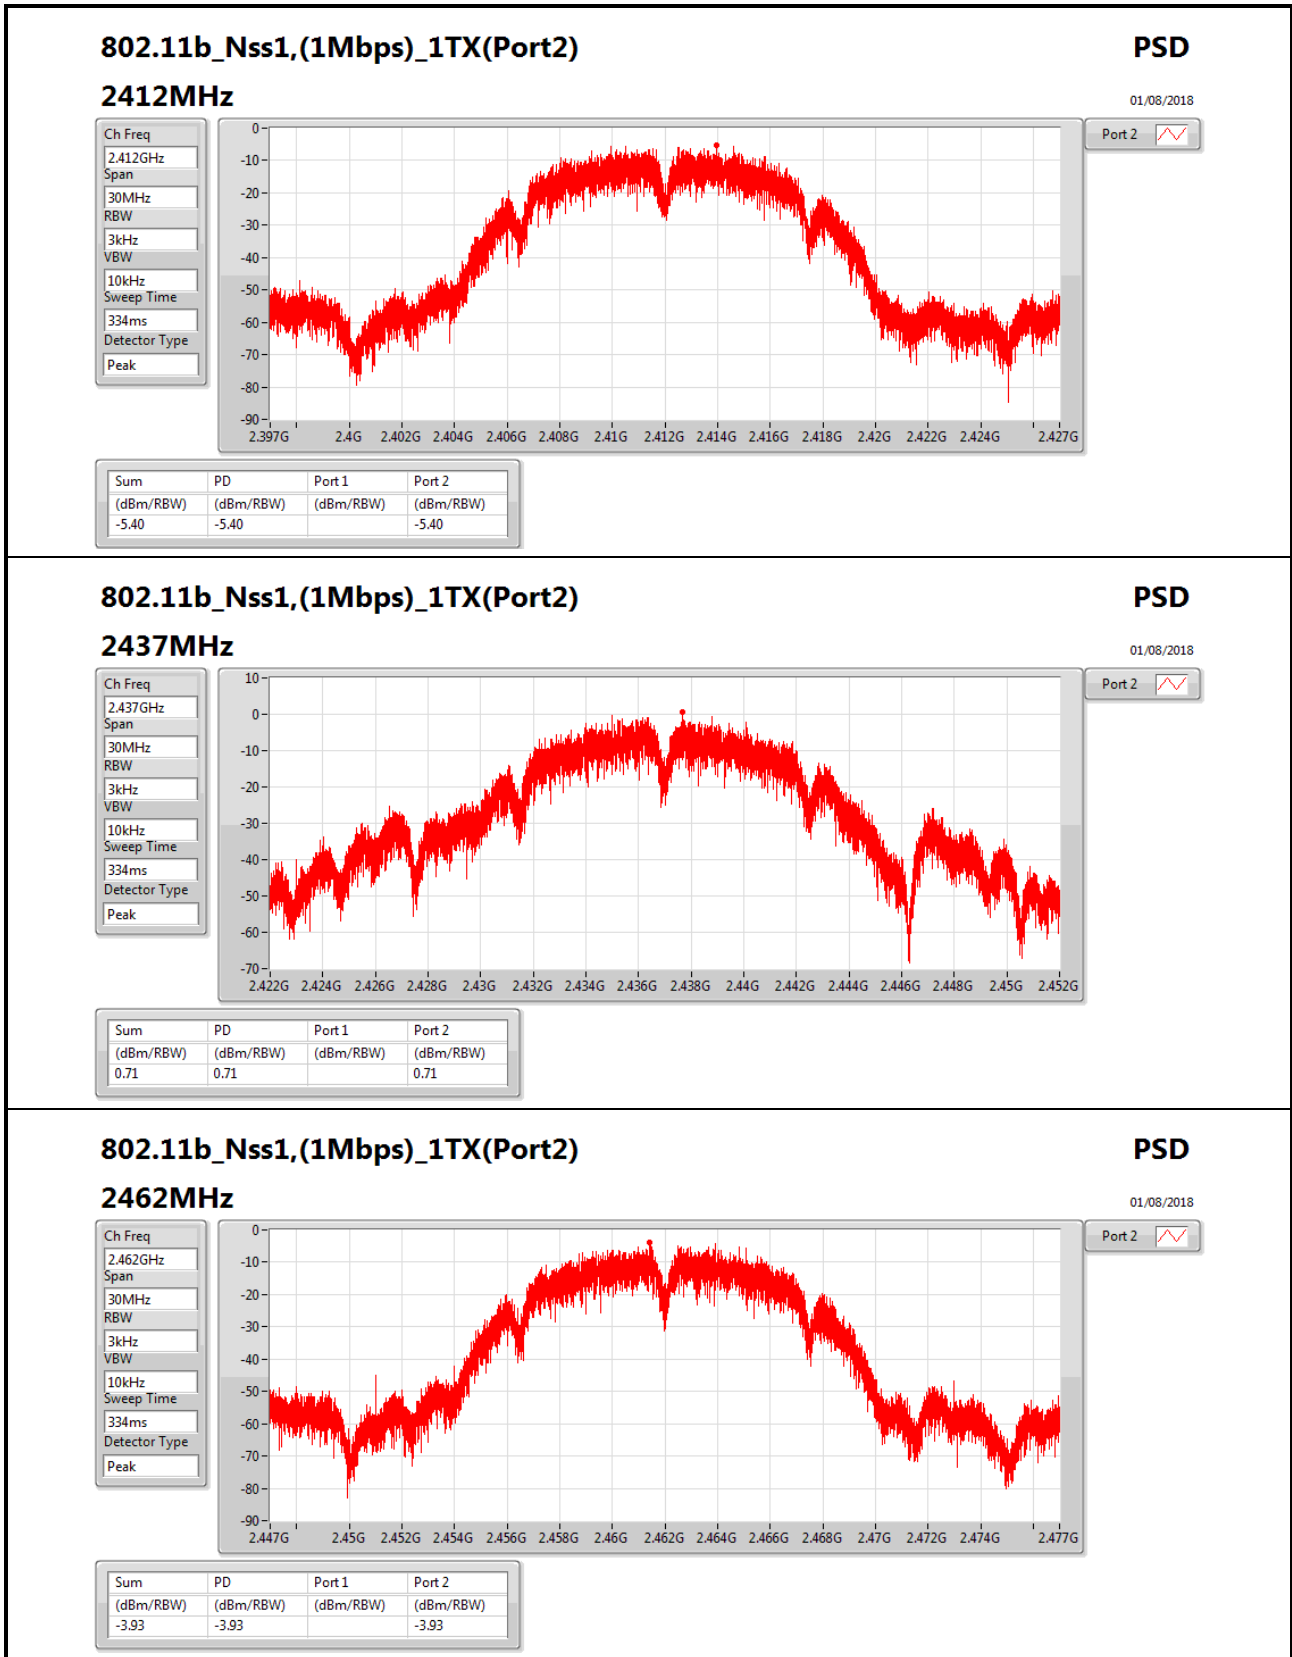 802.11b_Nss1,(1Mbps)_1TX(Port2) PSD
2412MHz 01/08/2018
Ch Freq
2.412GHz
Span
30MHz
RBW
3kHz
VBW
10kHz
Sweep Time
334ms
Detector Type
Peak
0
-10
-20
-30
-40
-50
-60
-70
-80
-90
2.397G 2.4G 2.402G 2.404G 2.406G 2.408G 2.41G 2.412G 2.414G 2.416G 2.418G 2.42G 2.422G 2.424G 2.427G
Port 2
Sum PD Port 1 Port 2
(dBm/RBW) (dBm/RBW) (dBm/RBW) (dBm/RBW)
-5.40 -5.40 -5.40
802.11b_Nss1,(1Mbps)_1TX(Port2) PSD
2437MHz 01/08/2018
Ch Freq
2.437GHz
Span
30MHz
RBW
3kHz
VBW
10kHz
Sweep Time
334ms
Detector Type
Peak
10
0
-10
-20
-30
-40
-50
-60
-70
2.422G 2.424G 2.426G 2.428G 2.43G 2.432G 2.434G 2.436G 2.438G 2.44G 2.442G 2.444G 2.446G 2.448G 2.45G 2.452G
Port 2
Sum PD Port 1 Port 2
(dBm/RBW) (dBm/RBW) (dBm/RBW) (dBm/RBW)
0.71 0.71 0.71
802.11b_Nss1,(1Mbps)_1TX(Port2) PSD
2462MHz 01/08/2018
Ch Freq
2.462GHz
Span
30MHz
RBW
3kHz
VBW
10kHz
Sweep Time
334ms
Detector Type
Peak
0
-10
-20
-30
-40
-50
-60
-70
-80
-90
2.447G 2.45G 2.452G 2.454G 2.456G 2.458G 2.46G 2.462G 2.464G 2.466G 2.468G 2.47G 2.472G 2.474G 2.477G
Port 2
Sum PD Port 1 Port 2
(dBm/RBW) (dBm/RBW) (dBm/RBW) (dBm/RBW)
-3.93 -3.93 -3.93